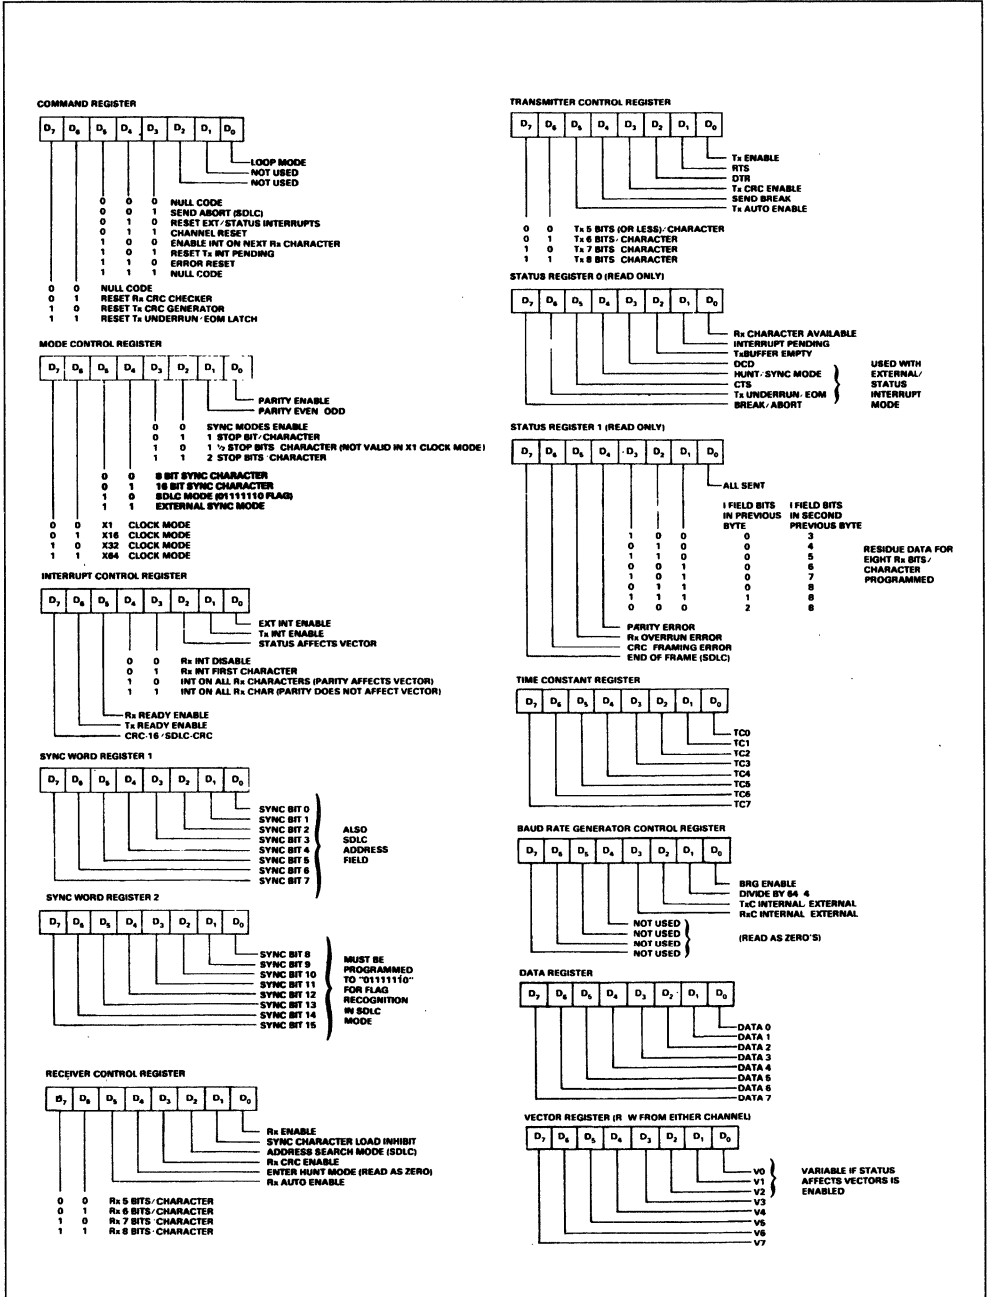 COMMAND REGISTER
D7 D6 D5 D4 D3 D2 D1 D0
LOOP MODE
NOT USED
NOT USED
0 0 0 NULL CODE
0 0 1 SEND ABORT (SDLC)
0 1 0 RESET EXT/STATUS INTERRUPTS
0 1 1 CHANNEL RESET
1 0 0 ENABLE INT ON NEXT Rx CHARACTER
1 0 1 RESET Tx INT PENDING
1 1 0 ERROR RESET
1 1 1 NULL CODE
0 0 NULL CODE
0 1 RESET Rx CRC CHECKER
1 0 RESET Tx CRC GENERATOR
1 1 RESET Tx UNDERRUN/EOM LATCH
MODE CONTROL REGISTER
D7 D6 D5 D4 D3 D2 D1 D0
PARITY ENABLE
PARITY EVEN ODD
0 0 SYNC MODES ENABLE
0 1 1 STOP BIT/CHARACTER
1 0 1 ½ STOP BITS CHARACTER (NOT VALID IN X1 CLOCK MODE)
1 1 2 STOP BITS CHARACTER
0 0 8 BIT SYNC CHARACTER
0 1 16 BIT SYNC CHARACTER
1 0 SDLC MODE (01111110 FLAG)
1 1 EXTERNAL SYNC MODE
0 0 X1 CLOCK MODE
0 1 X16 CLOCK MODE
1 0 X32 CLOCK MODE
1 1 X64 CLOCK MODE
INTERRUPT CONTROL REGISTER
D7 D6 D5 D4 D3 D2 D1 D0
EXT INT ENABLE
Tx INT ENABLE
STATUS AFFECTS VECTOR
0 0 Rx INT DISABLE
0 1 Rx INT FIRST CHARACTER
1 0 INT ON ALL Rx CHARACTERS (PARITY AFFECTS VECTOR)
1 1 INT ON ALL Rx CHAR (PARITY DOES NOT AFFECT VECTOR)
Rx READY ENABLE
Tx READY ENABLE
CRC-16/SDLC-CRC
SYNC WORD REGISTER 1
D7 D6 D5 D4 D3 D2 D1 D0
SYNC BIT 0
SYNC BIT 1
SYNC BIT 2
SYNC BIT 3
SYNC BIT 4
SYNC BIT 5
SYNC BIT 6
SYNC BIT 7
ALSO
SDLC
ADDRESS
FIELD
SYNC WORD REGISTER 2
D7 D6 D5 D4 D3 D2 D1 D0
SYNC BIT 8
SYNC BIT 9
SYNC BIT 10
SYNC BIT 11
SYNC BIT 12
SYNC BIT 13
SYNC BIT 14
SYNC BIT 15
MUST BE
PROGRAMMED
TO "01111110"
FOR FLAG
RECOGNITION
IN SDLC
MODE
RECEIVER CONTROL REGISTER
D7 D6 D5 D4 D3 D2 D1 D0
Rx ENABLE
SYNC CHARACTER LOAD INHIBIT
ADDRESS SEARCH MODE (SDLC)
Rx CRC ENABLE
ENTER HUNT MODE (READ AS ZERO)
Rx AUTO ENABLE
0 0 Rx 5 BITS/CHARACTER
0 1 Rx 6 BITS/CHARACTER
1 0 Rx 7 BITS CHARACTER
1 1 Rx 8 BITS CHARACTER
TRANSMITTER CONTROL REGISTER
D7 D6 D5 D4 D3 D2 D1 D0
Tx ENABLE
RTS
DTR
Tx CRC ENABLE
SEND BREAK
Tx AUTO ENABLE
0 0 Tx 5 BITS (OR LESS)/CHARACTER
0 1 Tx 6 BITS/CHARACTER
1 0 Tx 7 BITS CHARACTER
1 1 Tx 8 BITS CHARACTER
STATUS REGISTER 0 (READ ONLY)
D7 D6 D5 D4 D3 D2 D1 D0
Rx CHARACTER AVAILABLE
INTERRUPT PENDING
TxBUFFER EMPTY
DCD
HUNT/SYNC MODE
CTS
Tx UNDERRUN/EOM
BREAK/ABORT
USED WITH
EXTERNAL/
STATUS
INTERRUPT
MODE
STATUS REGISTER 1 (READ ONLY)
D7 D6 D5 D4 D3 D2 D1 D0
ALL SENT
I FIELD BITS I FIELD BITS
IN PREVIOUS IN SECOND
BYTE PREVIOUS BYTE
1 0 0 0 3
0 1 0 0 4
1 1 0 0 5
0 0 1 0 6
1 0 1 0 7
0 1 1 0 8
1 1 1 1 8
0 0 0 2 8
RESIDUE DATA FOR
EIGHT Rx BITS/
CHARACTER
PROGRAMMED
PARITY ERROR
Rx OVERRUN ERROR
CRC FRAMING ERROR
END OF FRAME (SDLC)
TIME CONSTANT REGISTER
D7 D6 D5 D4 D3 D2 D1 D0
TC0
TC1
TC2
TC3
TC4
TC5
TC6
TC7
BAUD RATE GENERATOR CONTROL REGISTER
D7 D6 D5 D4 D3 D2 D1 D0
BRG ENABLE
DIVIDE BY 64 4
TxC INTERNAL EXTERNAL
RxC INTERNAL EXTERNAL
NOT USED
NOT USED
NOT USED
NOT USED
(READ AS ZERO'S)
DATA REGISTER
D7 D6 D5 D4 D3 D2 D1 D0
DATA 0
DATA 1
DATA 2
DATA 3
DATA 4
DATA 5
DATA 6
DATA 7
VECTOR REGISTER (R W FROM EITHER CHANNEL)
D7 D6 D5 D4 D3 D2 D1 D0
V0
V1
V2
V3
V4
V5
V6
V7
VARIABLE IF STATUS
AFFECTS VECTORS IS
ENABLED